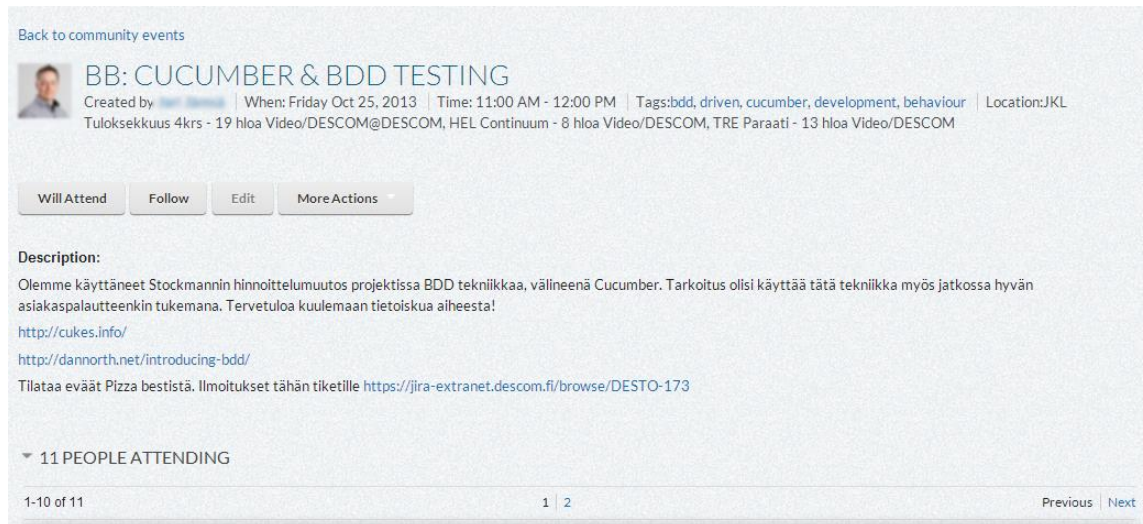 Back to community events
BB: CUCUMBER & BDD TESTING
Created by When: Friday Oct 25, 2013 Time: 11:00 AM - 12:00 PM Tags:bdd, driven, cucumber, development, behaviour Location:JKL
Tuloksekkuus 4krs - 19 hloa Video/DESCOM@DESCOM, HEL Continuum - 8 hloa Video/DESCOM, TRE Paraati - 13 hloa Video/DESCOM
Will Attend Follow Edit More Actions
Description:
Olemme käyttäneet Stockmannin hinnoittelumuutos projektissa BDD tekniikkaa, välineenä Cucumber. Tarkoitus olisi käyttää tätä tekniikka myös jatkossa hyvän
asiakaspalautteenkin tukemana. Tervetuloa kuulemaan tietoiskua aiheesta!
http://cukes.info/
http://dannorth.net/introducing-bdd/
Tilataa eväät Pizza bestistä. Ilmoitukset tähän tiketille https://jira-extranet.descom.fi/browse/DESTO-173
11 PEOPLE ATTENDING
1-10 of 11 1 2 Previous Next